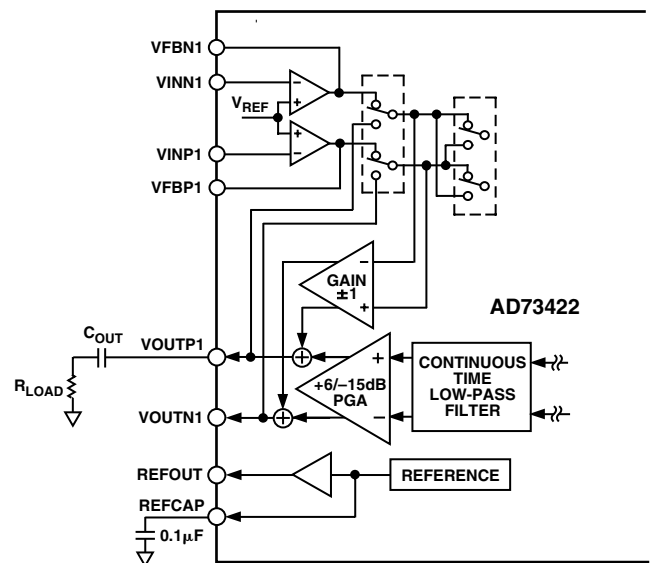 VFBN1
VINN1
VREF
VINP1
VFBP1
GAIN
±1
AD73422
COUT
VOUTP1
RLOAD
+6/–15dB
PGA
CONTINUOUS
TIME
LOW-PASS
FILTER
VOUTN1
REFOUT
REFERENCE
REFCAP
0.1μF